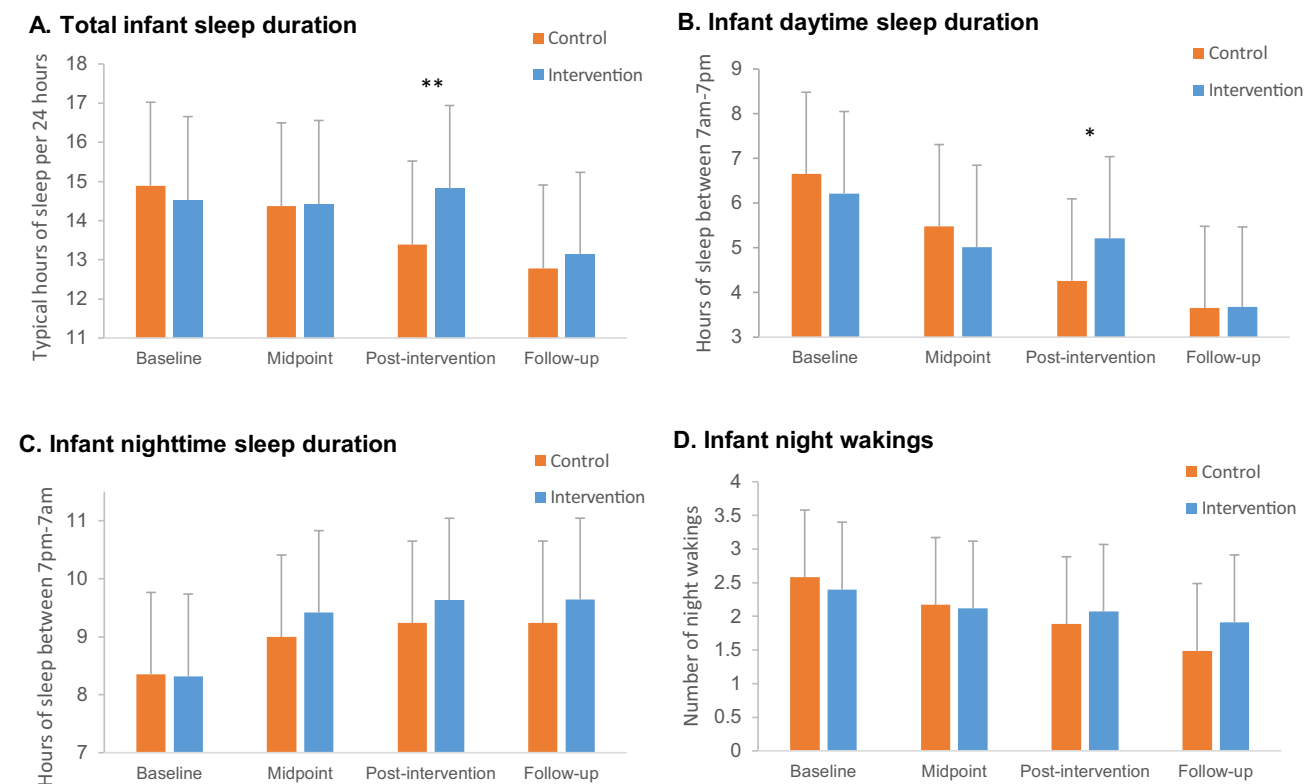 A. Total infant sleep duration
Control
Intervention
Typical hours of sleep per 24 hours
18
17
16
15
14
13
12
11
**
Baseline
Midpoint
Post-intervention
Follow-up
B. Infant daytime sleep duration
Control
Intervention
Hours of sleep between 7am-7pm
9
8
7
6
5
4
3
*
Baseline
Midpoint
Post-intervention
Follow-up
C. Infant nighttime sleep duration
Control
Intervention
Hours of sleep between 7pm-7am
11
10
9
8
7
Baseline
Midpoint
Post-intervention
Follow-up
D. Infant night wakings
Control
Intervention
Number of night wakings
4
3.5
3
2.5
2
1.5
1
0.5
0
Baseline
Midpoint
Post-intervention
Follow-up